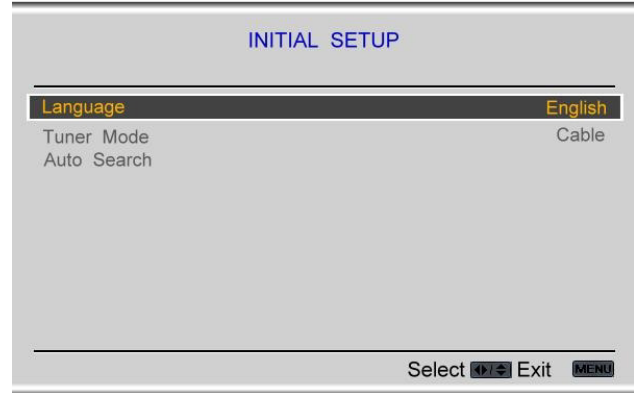 INITIAL SETUP
Language English
Tuner Mode Cable
Auto Search
Select Exit MENU